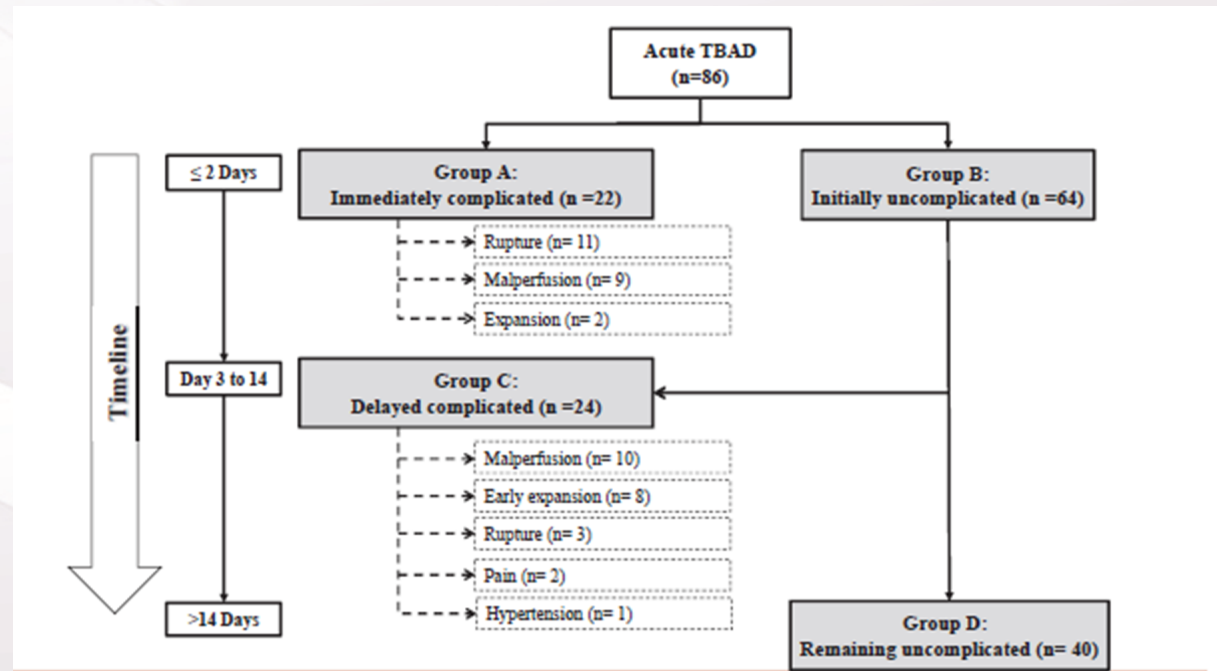 Acute TBAD
(n=86)
Timeline
≤ 2 Days
Group A:
Immediately complicated (n =22)
Group B:
Initially uncomplicated (n =64)
Rupture (n= 11)
Malperfusion (n= 9)
Expansion (n= 2)
Day 3 to 14
Group C:
Delayed complicated (n =24)
Malperfusion (n= 10)
Early expansion (n= 8)
Rupture (n= 3)
Pain (n= 2)
Hypertension (n= 1)
>14 Days
Group D:
Remaining uncomplicated (n= 40)